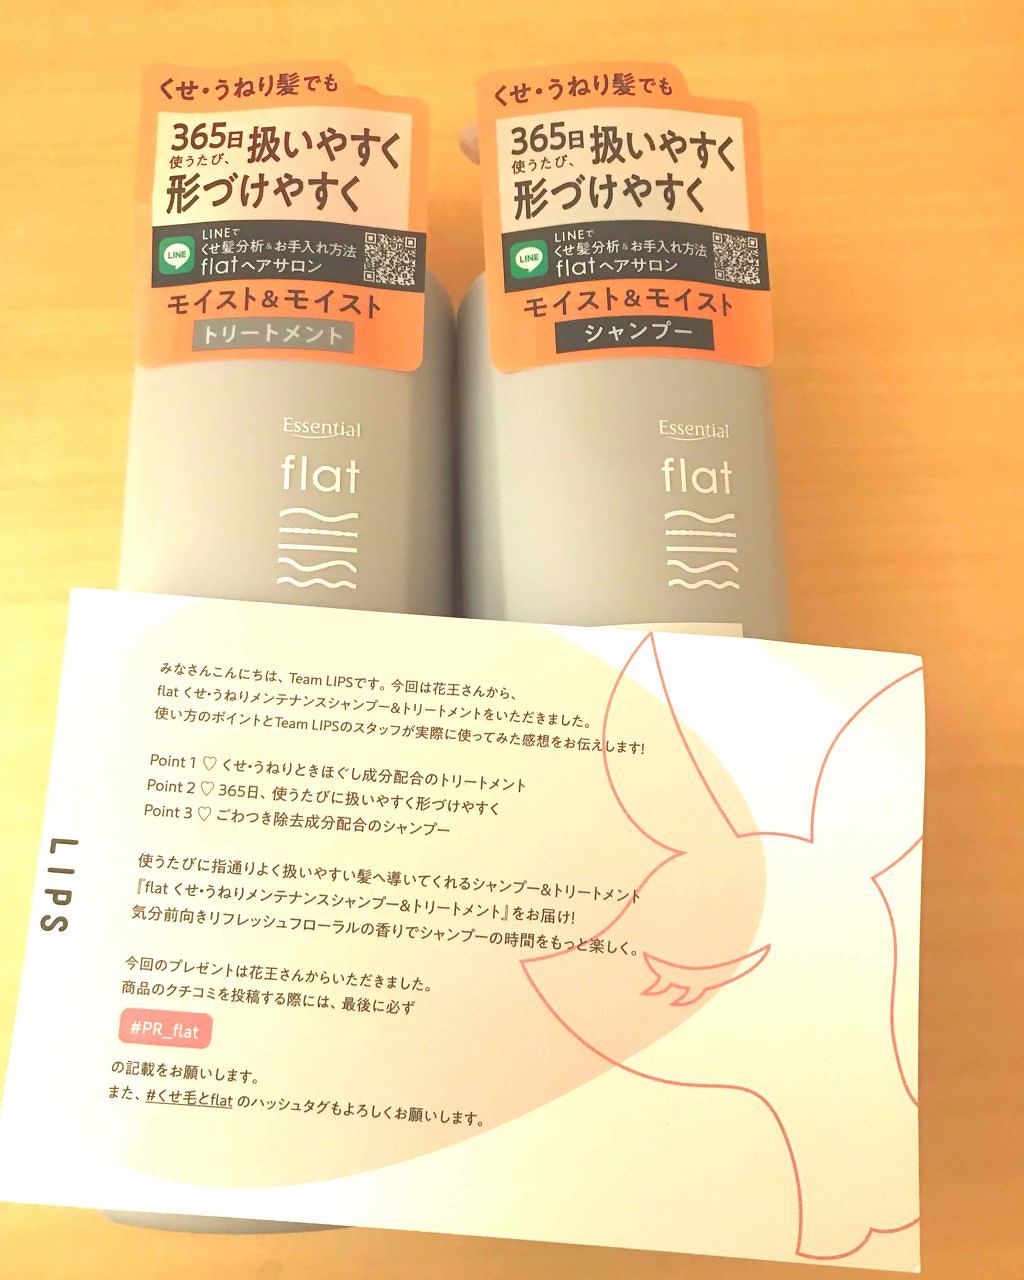 くせ・うねり髪でも
365日 扱いやすく
使うたび、
形づけやすく
LINEで
LINE
くせ髪分析&お手入れ方法
flatヘアサロン
モイスト&モイスト
トリートメント
Essential
flat
くせ・うねり髪でも
365日 扱いやすく
使うたび、
形づけやすく
LINEで
LINE
くせ髪分析&お手入れ方法
flatヘアサロン
モイスト&モイスト
シャンプー
Essential
flat
みなさんこんにちは、Team LIPSです。今回は花王さんから、
flat くせ・うねりメンテナンスシャンプー&トリートメントをいただきました。
使い方のポイントとTeam LIPSのスタッフが実際に使ってみた感想をお伝えします!
Point 1 ♡ くせ・うねりときほぐし成分配合のトリートメント
Point 2 ♡ 365日、使うたびに扱いやすく形づけやすく
Point 3 ♡ ごわつき除去成分配合のシャンプー
使うたびに指通りよく扱いやすい髪へ導いてくれるシャンプー&トリートメント
『flat くせ・うねりメンテナンスシャンプー&トリートメント』をお届け!
気分前向きリフレッシュフローラルの香りでシャンプーの時間をもっと楽しく。
今回のプレゼントは花王さんからいただきました。
商品のクチコミを投稿する際には、最後に必ず
#PR_flat
の記載をお願いします。
また、#くせ毛とflat のハッシュタグもよろしくお願いします。
LIPS